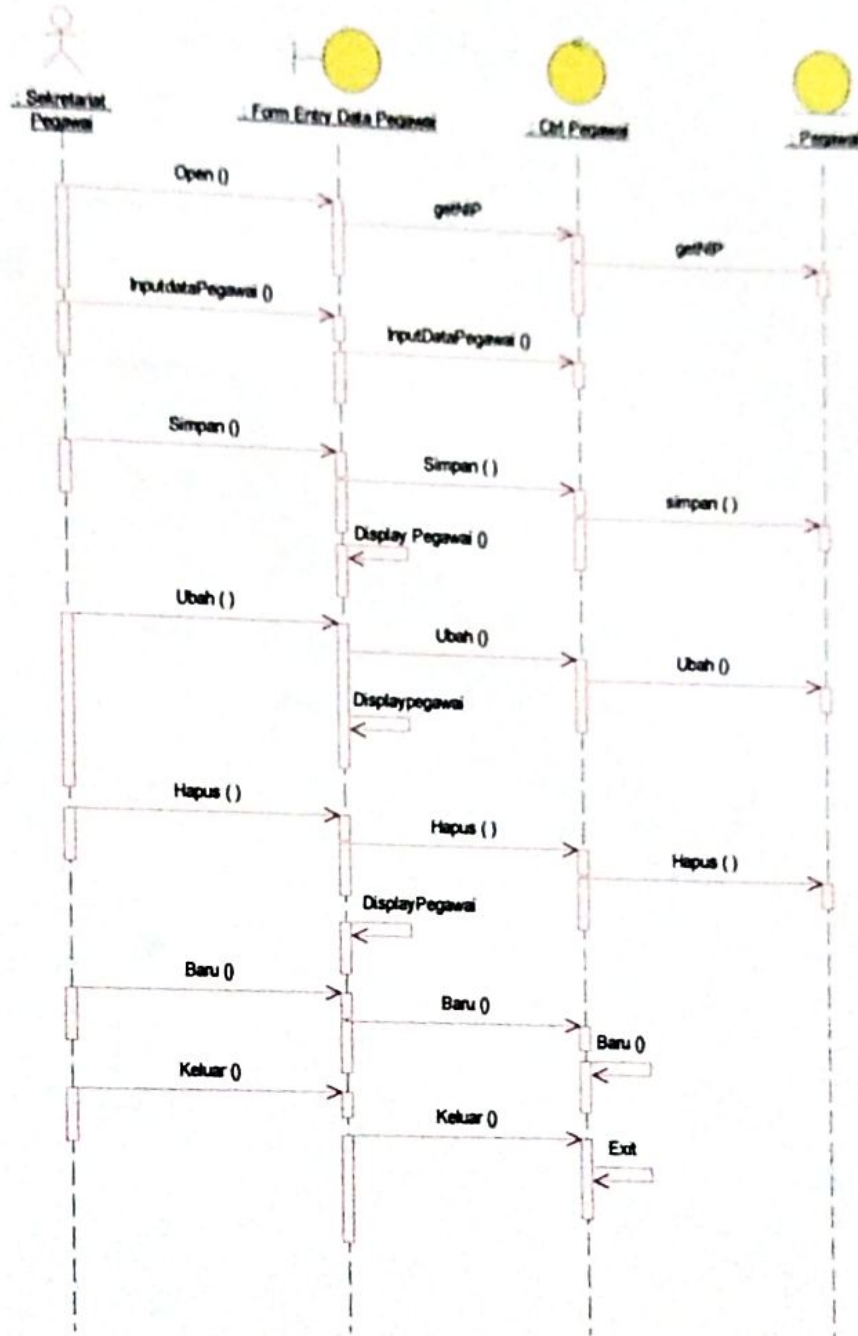 : Sekretariat
Pegawai
: Form Entry Data Pegawai
: Ctrl Pegawai
: Pegawai
Open ()
getNIP
getNIP
InputdataPegawai ()
InputDataPegawai ()
Simpan ()
Simpan ( )
simpan ( )
Display Pegawai ()
Ubah ( )
Ubah ()
Ubah ()
Displaypegawai
Hapus ( )
Hapus ( )
Hapus ( )
DisplayPegawai
Baru ()
Baru ()
Baru ()
Keluar ()
Keluar ()
Exit